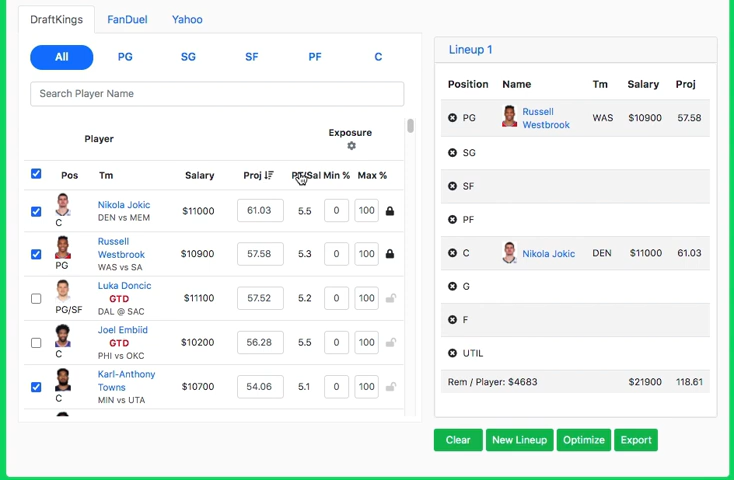 DraftKings FanDuel Yahoo
All PG SG SF PF C
Search Player Name
Player Exposure
Pos Tm Salary Proj PT/Sal Min % Max %
Nikola Jokic
C DEN vs MEM $11000 61.03 5.5 0 100
Russell
Westbrook
PG WAS vs SA $10900 57.58 5.3 0 100
Luka Doncic
GTD
PG/SF DAL @ SAC $11100 57.52 5.2 0 100
Joel Embiid
GTD
C PHI vs OKC $10200 56.28 5.5 0 100
Karl-Anthony
Towns
C MIN vs UTA $10700 54.06 5.1 0 100
Lineup 1
Position Name Tm Salary Proj
PG Russell Westbrook WAS $10900 57.58
SG
SF
PF
C Nikola Jokic DEN $11000 61.03
G
F
UTIL
Rem / Player: $4683 $21900 118.61
Clear New Lineup Optimize Export